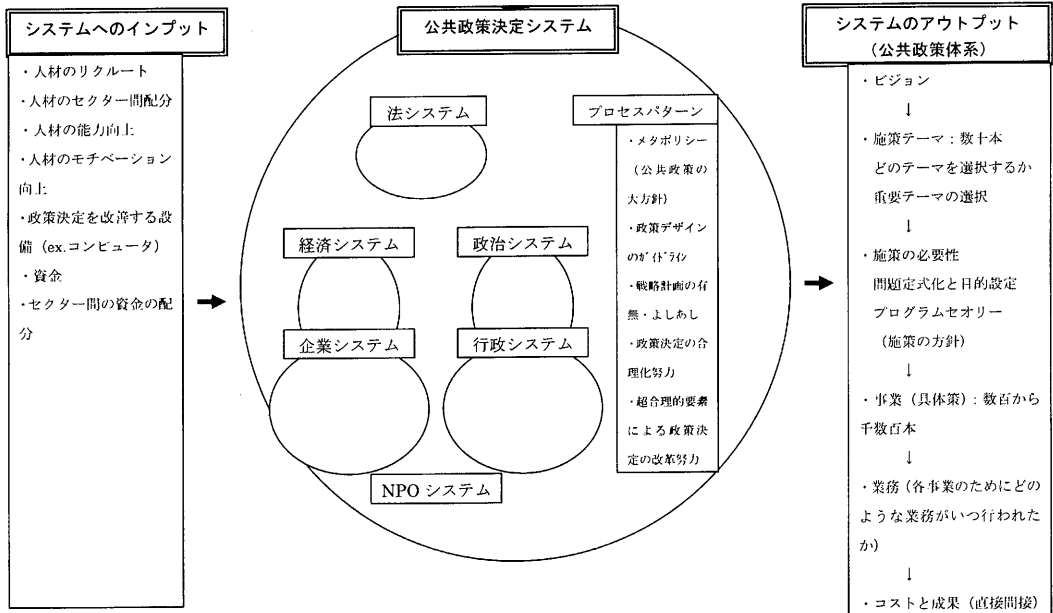 システムへのインプット
・人材のリクルート
・人材のセクター間配分
・人材の能力向上
・人材のモチベーション
向上
・政策決定を改善する設
備（ex.コンピュータ）
・資金
・セクター間の資金の配
分
公共政策決定システム
法システム
経済システム
政治システム
企業システム
行政システム
NPO システム
プロセスパターン
・メタポリシー
（公共政策の
大方針）
・政策デザイン
のガイドライン
・戦略計画の有
無・よしあし
・政策決定の合
理化努力
・超合理的要素
による政策決
定の改革努力
システムのアウトプット
（公共政策体系）
・ビジョン
↓
・施策テーマ：数十本
どのテーマを選択するか
重要テーマの選択
↓
・施策の必要性
問題定式化と目的設定
プログラムセオリー
（施策の方針）
↓
・事業（具体策）：数百から
千数百本
↓
・業務（各事業のためにど
のような業務がいつ行われた
か）
↓
・コストと成果（直接間接）